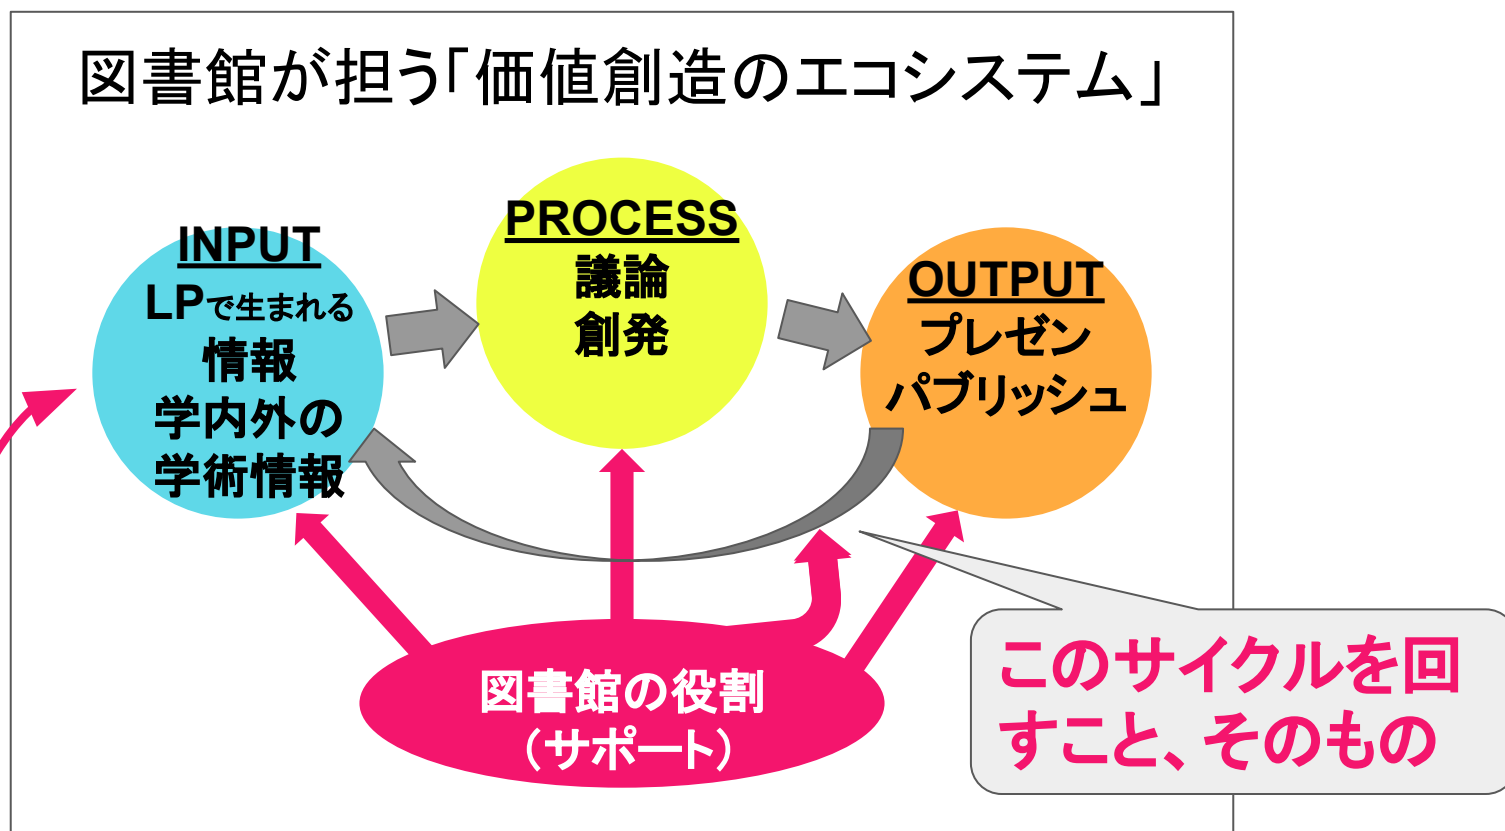 図書館が担う「価値創造のエコシステム」
INPUT
LPで生まれる
情報
学内外の
学術情報
PROCESS
議論
創発
OUTPUT
プレゼン
パブリッシュ
図書館の役割
（サポート）
このサイクルを回
すこと、そのもの